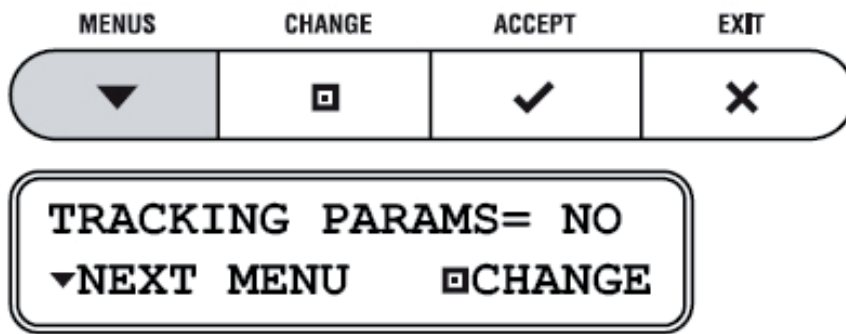 MENUS CHANGE ACCEPT EXIT
TRACKING PARAMS= NO
▼NEXT MENU ⊡CHANGE